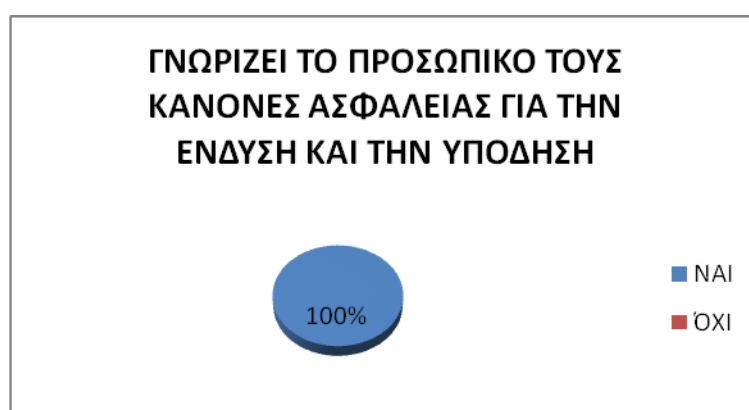 ΓΝΩΡΙΖΕΙ ΤΟ ΠΡΟΣΩΠΙΚΟ ΤΟΥΣ
ΚΑΝΟΝΕΣ ΑΣΦΑΛΕΙΑΣ ΓΙΑ ΤΗΝ
ΕΝΔΥΣΗ ΚΑΙ ΤΗΝ ΥΠΟΔΗΣΗ
100%
ΝΑΙ
ΌΧΙ